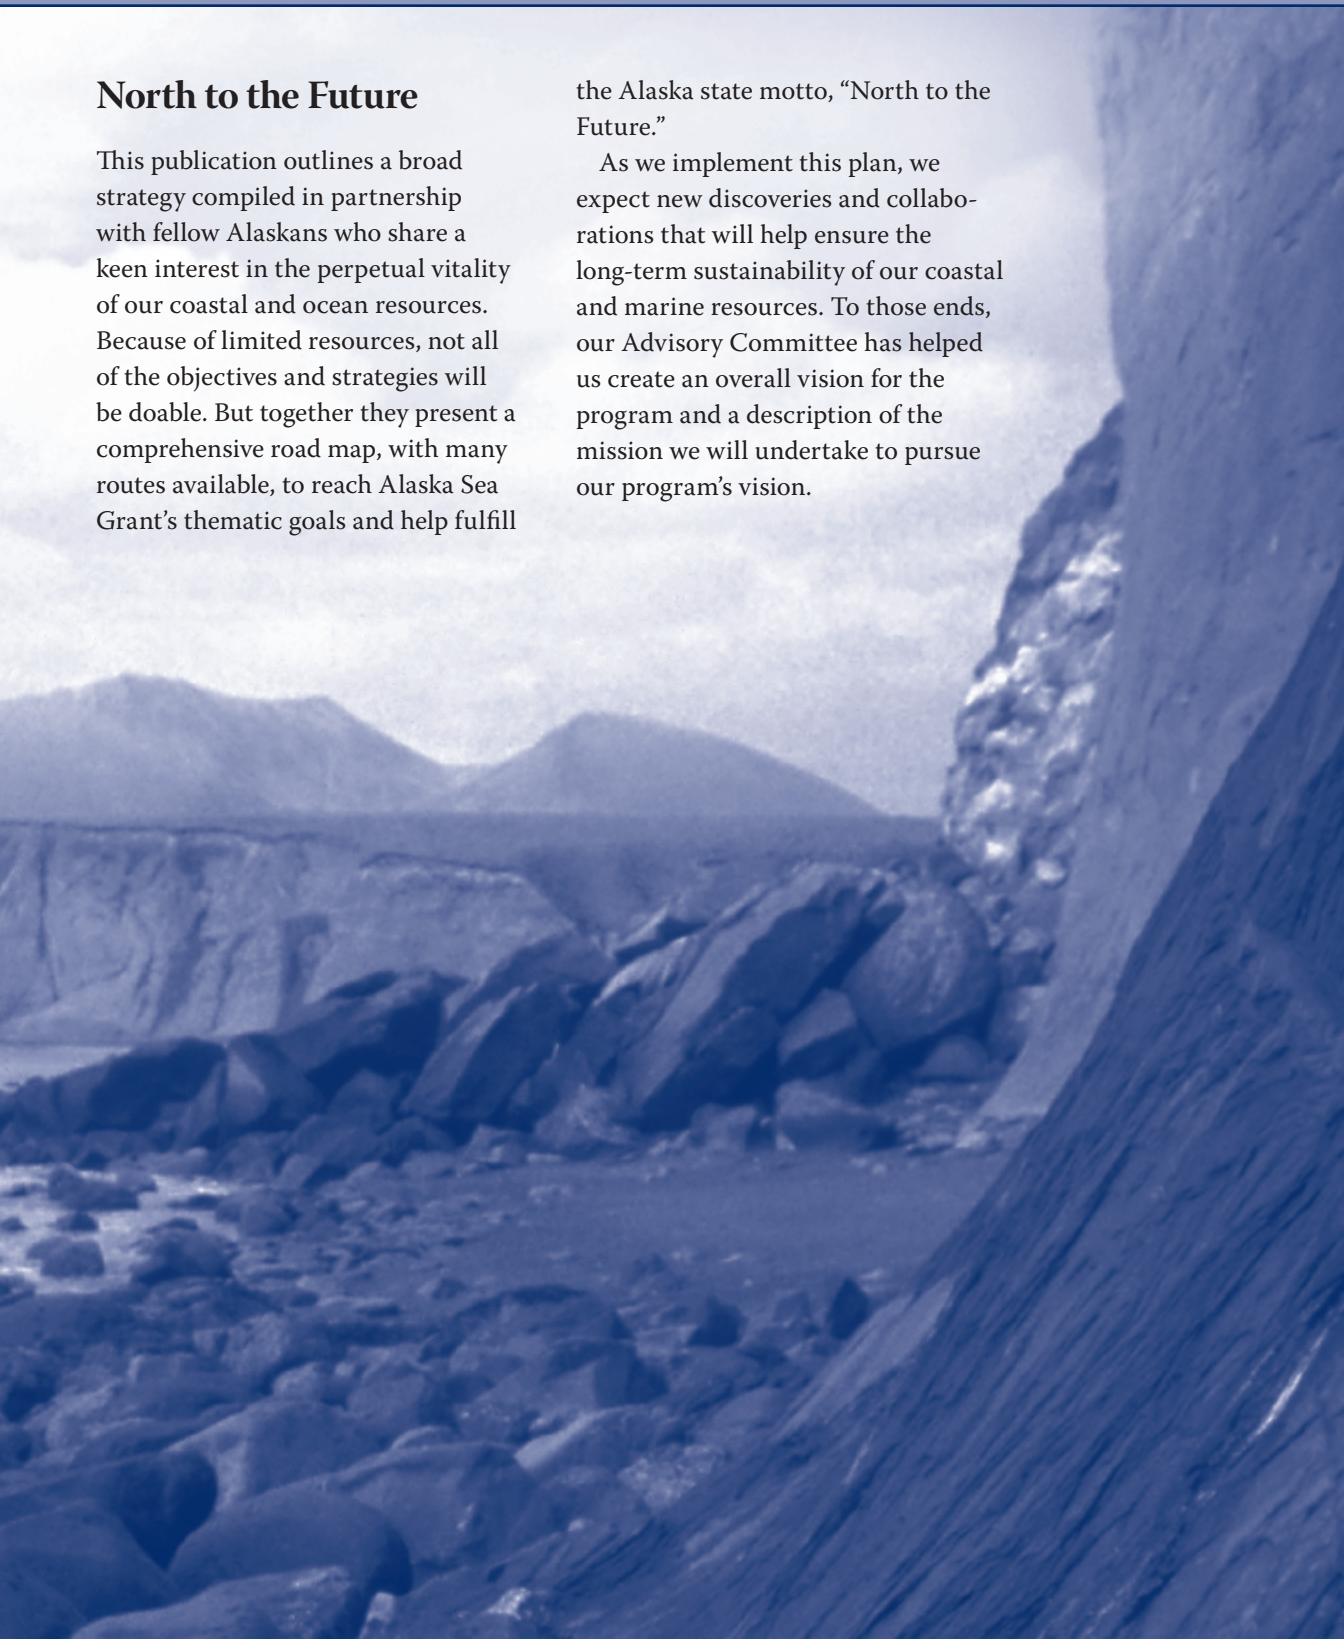 North to the Future
This publication outlines a broad
strategy compiled in partnership
with fellow Alaskans who share a
keen interest in the perpetual vitality
of our coastal and ocean resources.
Because of limited resources, not all
of the objectives and strategies will
be doable. But together they present a
comprehensive road map, with many
routes available, to reach Alaska Sea
Grant’s thematic goals and help fulfill
the Alaska state motto, “North to the
Future.”
As we implement this plan, we
expect new discoveries and collabo-
rations that will help ensure the
long-term sustainability of our coastal
and marine resources. To those ends,
our Advisory Committee has helped
us create an overall vision for the
program and a description of the
mission we will undertake to pursue
our program’s vision.